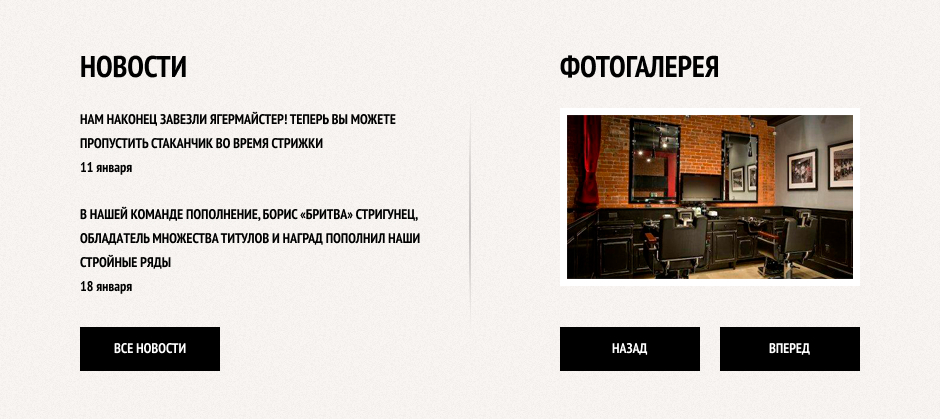 НОВОСТИ
НАМ НАКОНЕЦ ЗАВЕЗЛИ ЯГЕРМАЙСТЕР! ТЕПЕРЬ ВЫ МОЖЕТЕ
ПРОПУСТИТЬ СТАКАНЧИК ВО ВРЕМЯ СТРИЖКИ
11 января
В НАШЕЙ КОМАНДЕ ПОПОЛНЕНИЕ, БОРИС «БРИТВА» СТРИГУНЕЦ,
ОБЛАДАТЕЛЬ МНОЖЕСТВА ТИТУЛОВ И НАГРАД ПОПОЛНИЛ НАШИ
СТРОЙНЫЕ РЯДЫ
18 января
ВСЕ НОВОСТИ
ФОТОГАЛЕРЕЯ
НАЗАД
ВПЕРЕД